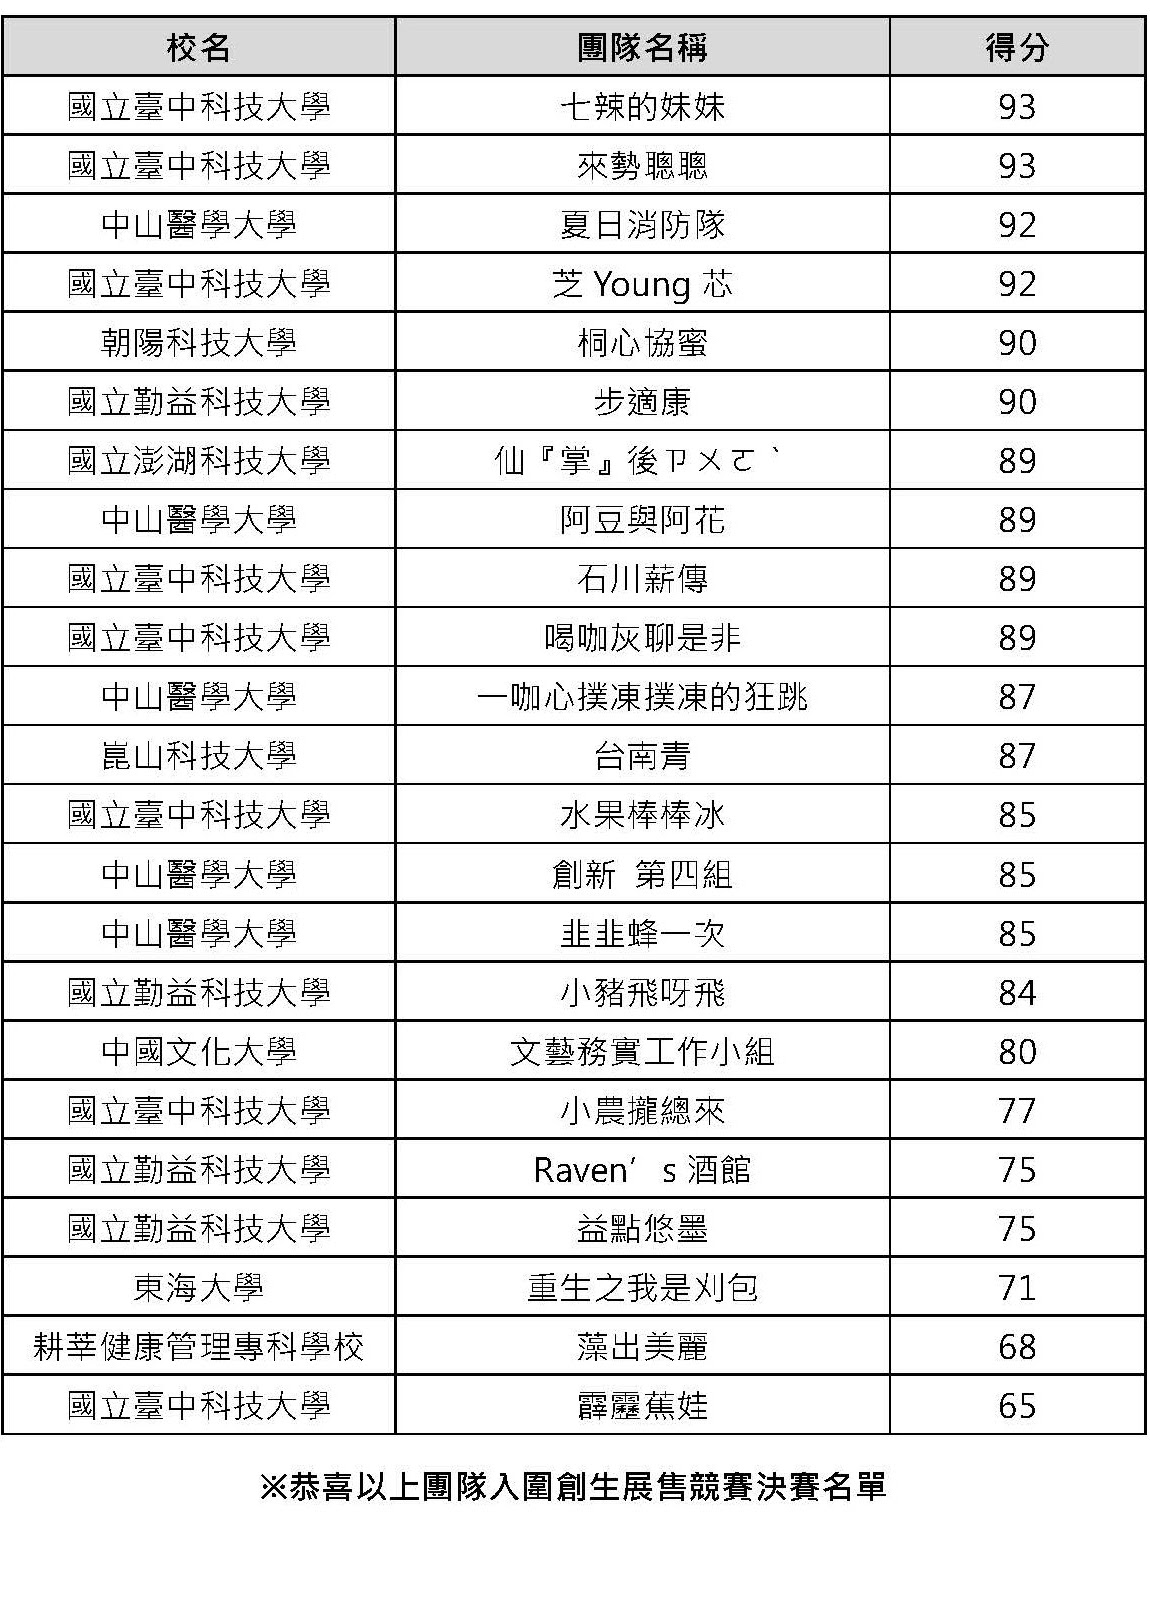 校名 團隊名稱 得分
國立臺中科技大學 七辣的妹妹 93
國立臺中科技大學 來勢聰聰 93
中山醫學大學 夏日消防隊 92
國立臺中科技大學 芝 Young 芯 92
朝陽科技大學 桐心協蜜 90
國立勤益科技大學 步適康 90
國立澎湖科技大學 仙『掌』後ㄗㄨㄛˋ 89
中山醫學大學 阿豆與阿花 89
國立臺中科技大學 石川薪傳 89
國立臺中科技大學 喝咖灰聊是非 89
中山醫學大學 一咖心撲凍撲凍的狂跳 87
崑山科技大學 台南青 87
國立臺中科技大學 水果棒棒冰 85
中山醫學大學 創新 第四組 85
中山醫學大學 韭韭蜂一次 85
國立勤益科技大學 小豬飛呀飛 84
中國文化大學 文藝務實工作小組 80
國立臺中科技大學 小農攏總來 77
國立勤益科技大學 Raven’s 酒館 75
國立勤益科技大學 益點悠墨 75
東海大學 重生之我是刈包 71
耕莘健康管理專科學校 藻出美麗 68
國立臺中科技大學 霹靂蕉娃 65
※恭喜以上團隊入圍創生展售競賽決賽名單